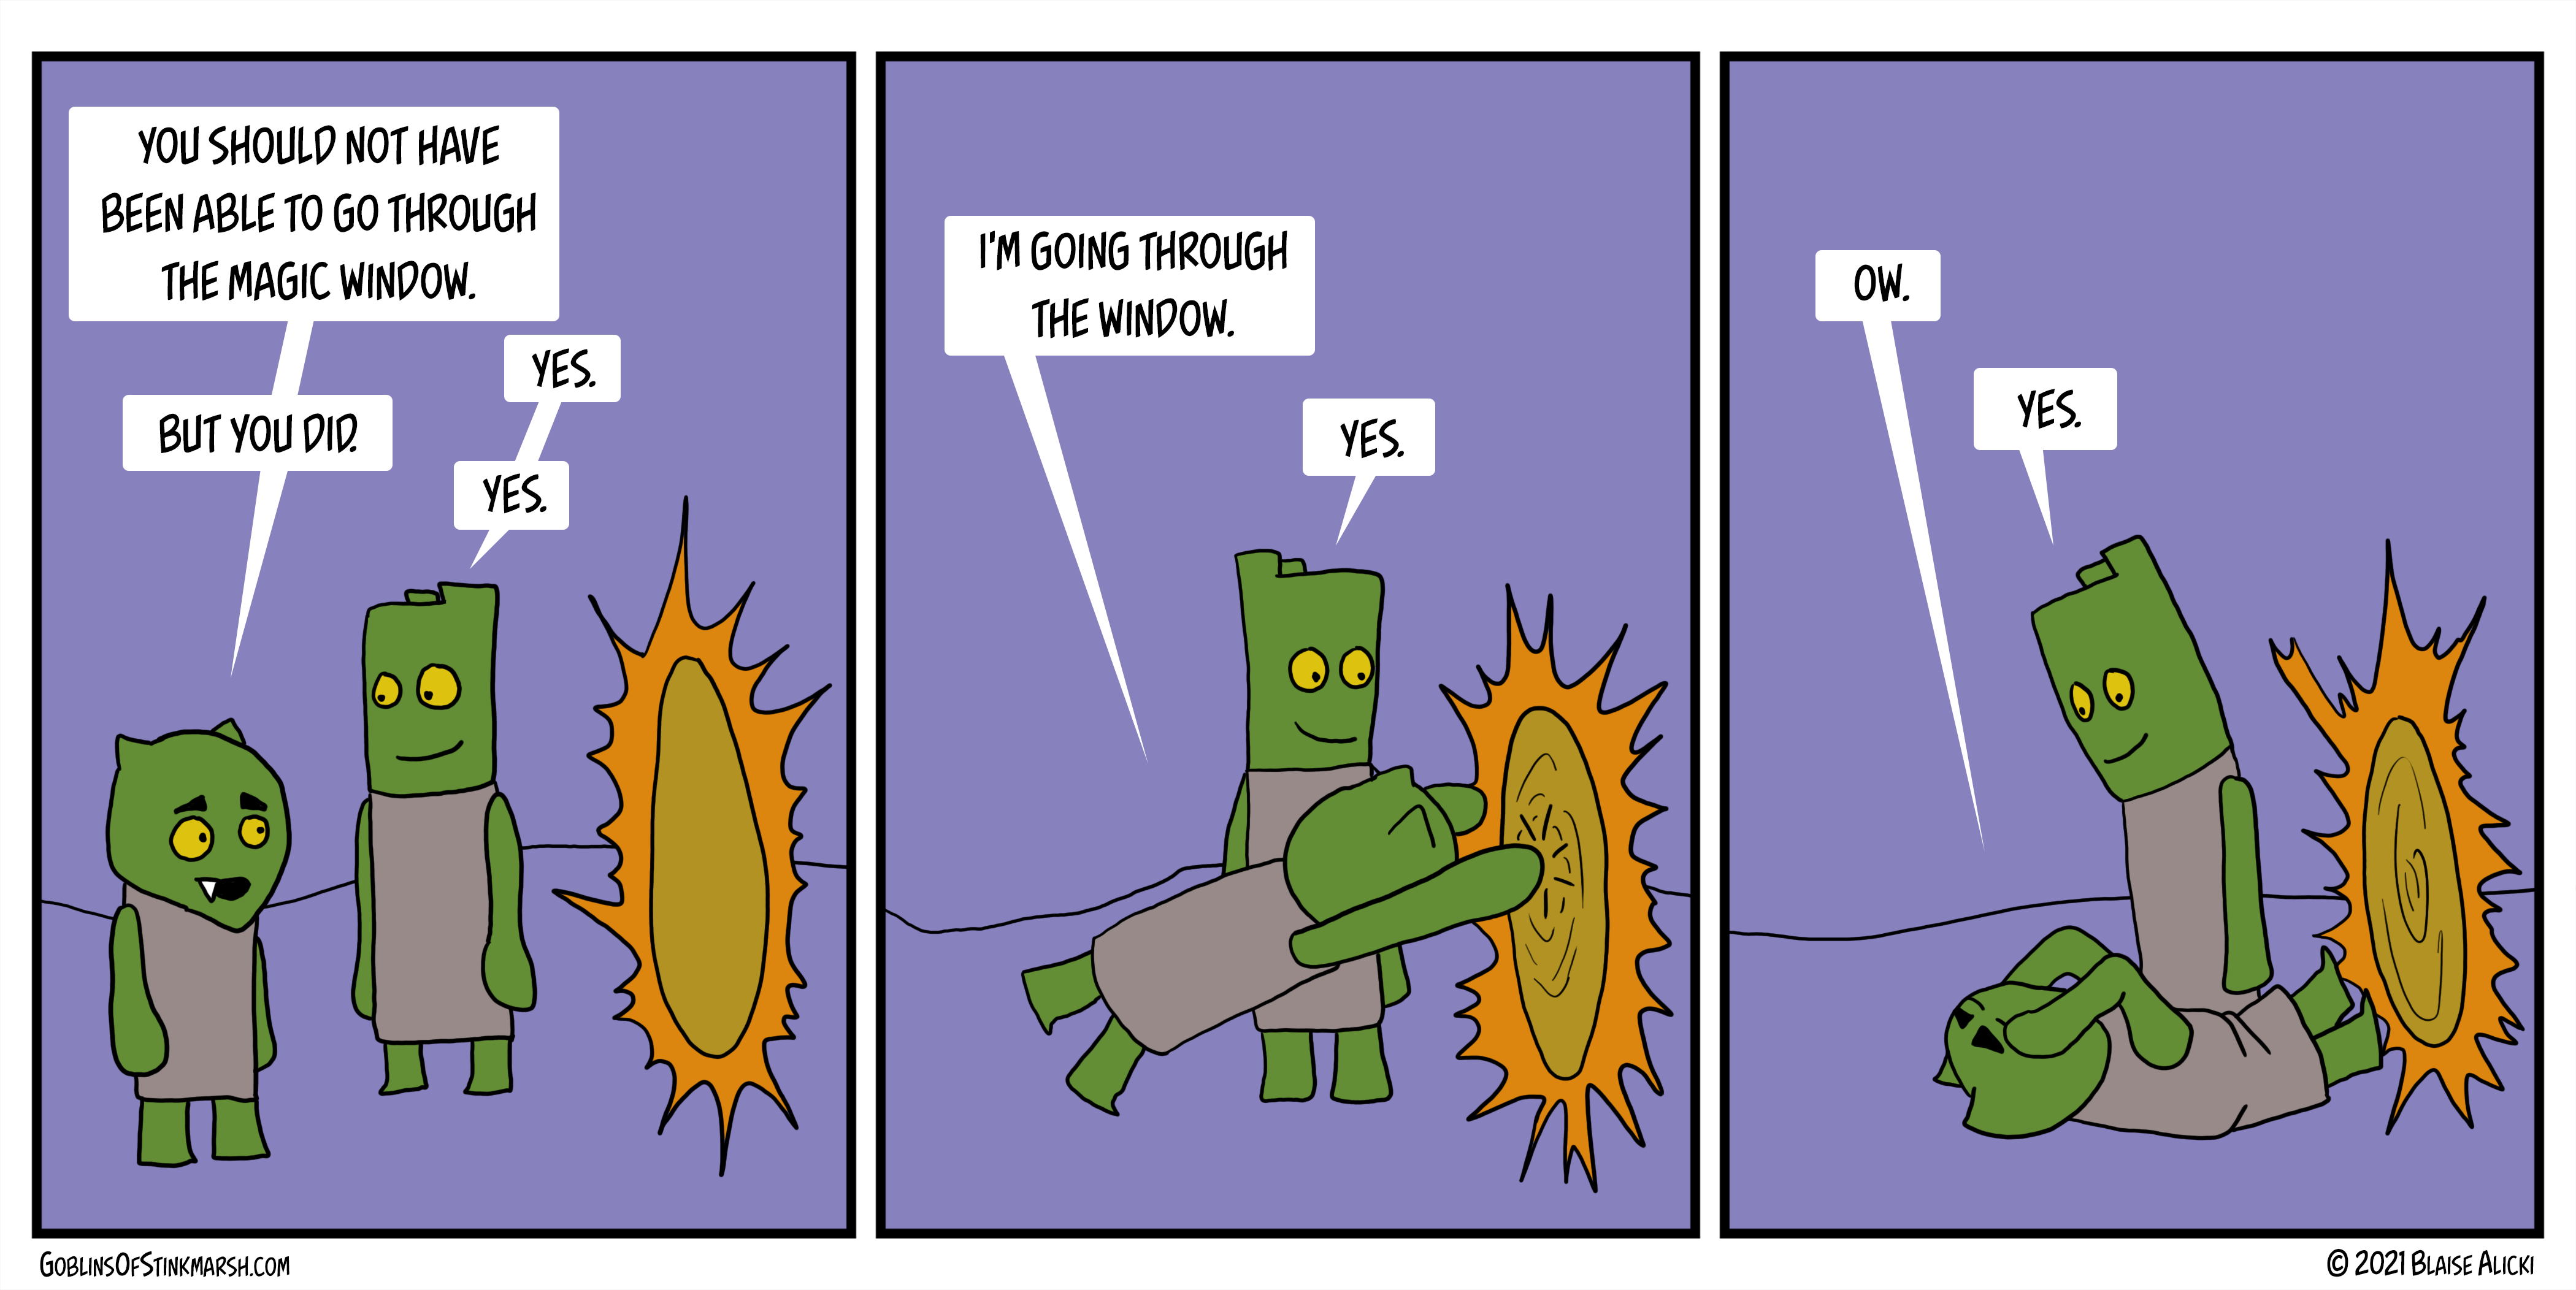 YOU SHOULD NOT HAVE
BEEN ABLE TO GO THROUGH
THE MAGIC WINDOW.
YES.
BUT YOU DID.
YES.
I'M GOING THROUGH
THE WINDOW.
YES.
OW.
YES.
GOBLINSOFSTINKMARSH.COM
© 2021 BLAISE ALICKI